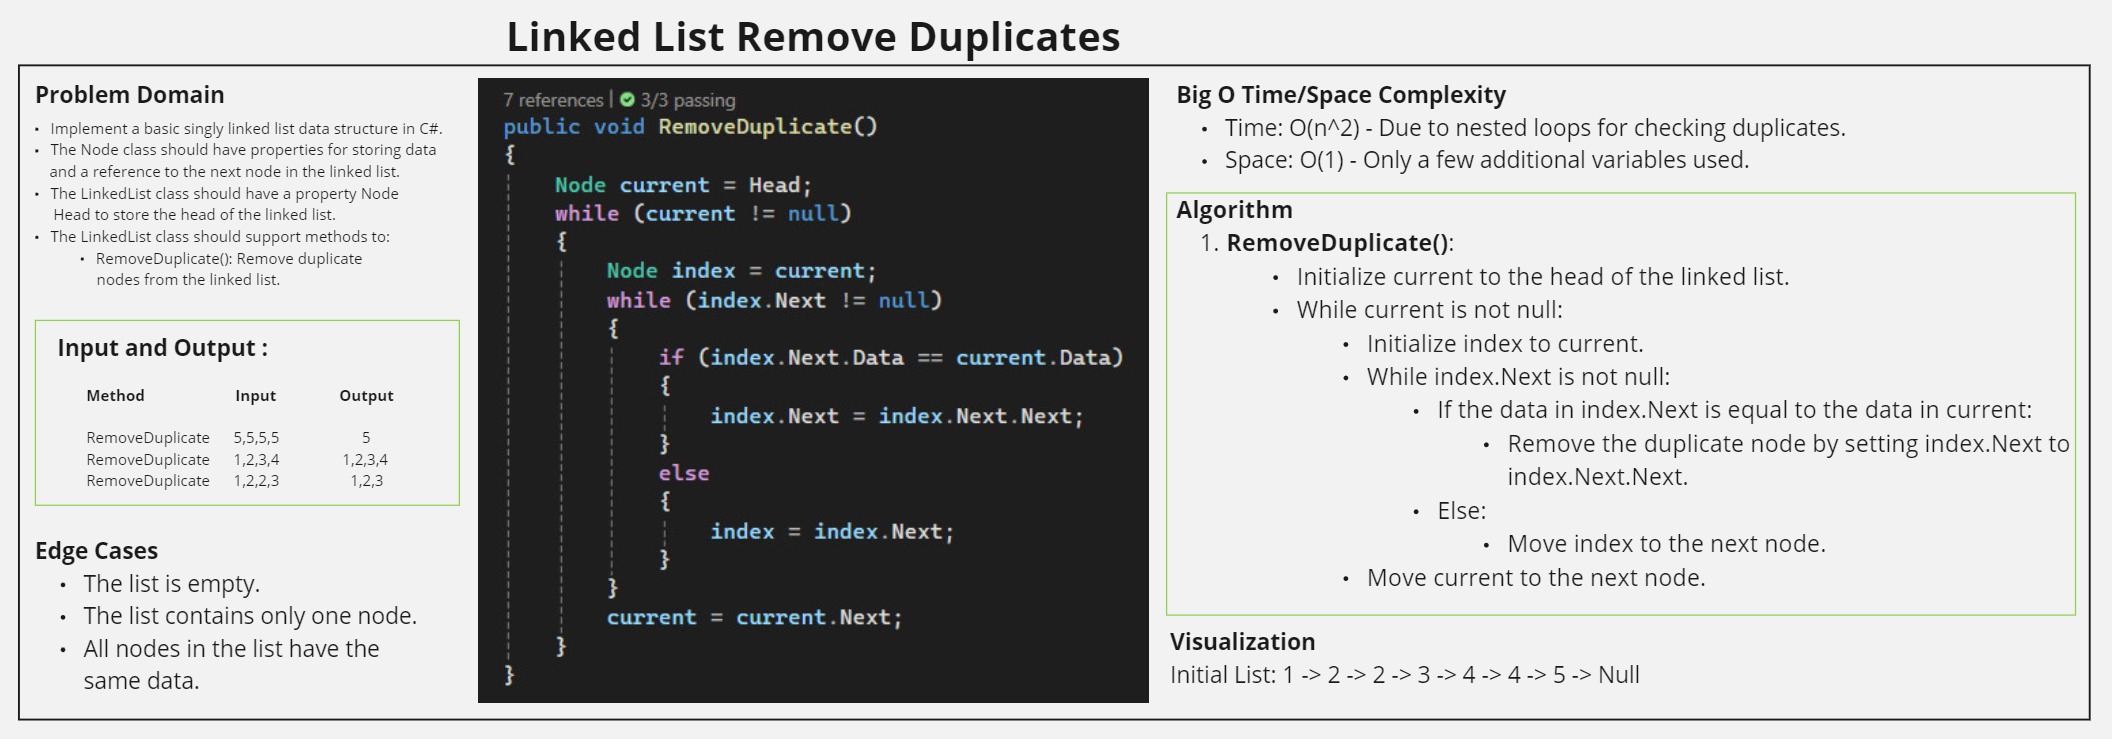 Linked List Remove Duplicates
Problem Domain
• Implement a basic singly linked list data structure in C#.
• The Node class should have properties for storing data
and a reference to the next node in the linked list.
• The LinkedList class should have a property Node
Head to store the head of the linked list.
• The LinkedList class should support methods to:
• RemoveDuplicate(): Remove duplicate
nodes from the linked list.
Input and Output :
Method Input Output
RemoveDuplicate 5,5,5,5 5
RemoveDuplicate 1,2,3,4 1,2,3,4
RemoveDuplicate 1,2,2,3 1,2,3
Edge Cases
• The list is empty.
• The list contains only one node.
• All nodes in the list have the
same data.
7 references | 3/3 passing
public void RemoveDuplicate()
{
Node current = Head;
while (current != null)
{
Node index = current;
while (index.Next != null)
{
if (index.Next.Data == current.Data)
{
index.Next = index.Next.Next;
}
else
{
index = index.Next;
}
}
current = current.Next;
}
}
Big O Time/Space Complexity
• Time: O(n^2) - Due to nested loops for checking duplicates.
• Space: O(1) - Only a few additional variables used.
Algorithm
1. RemoveDuplicate():
• Initialize current to the head of the linked list.
• While current is not null:
• Initialize index to current.
• While index.Next is not null:
• If the data in index.Next is equal to the data in current:
• Remove the duplicate node by setting index.Next to
index.Next.Next.
• Else:
• Move index to the next node.
• Move current to the next node.
Visualization
Initial List: 1 -> 2 -> 2 -> 3 -> 4 -> 4 -> 5 -> Null